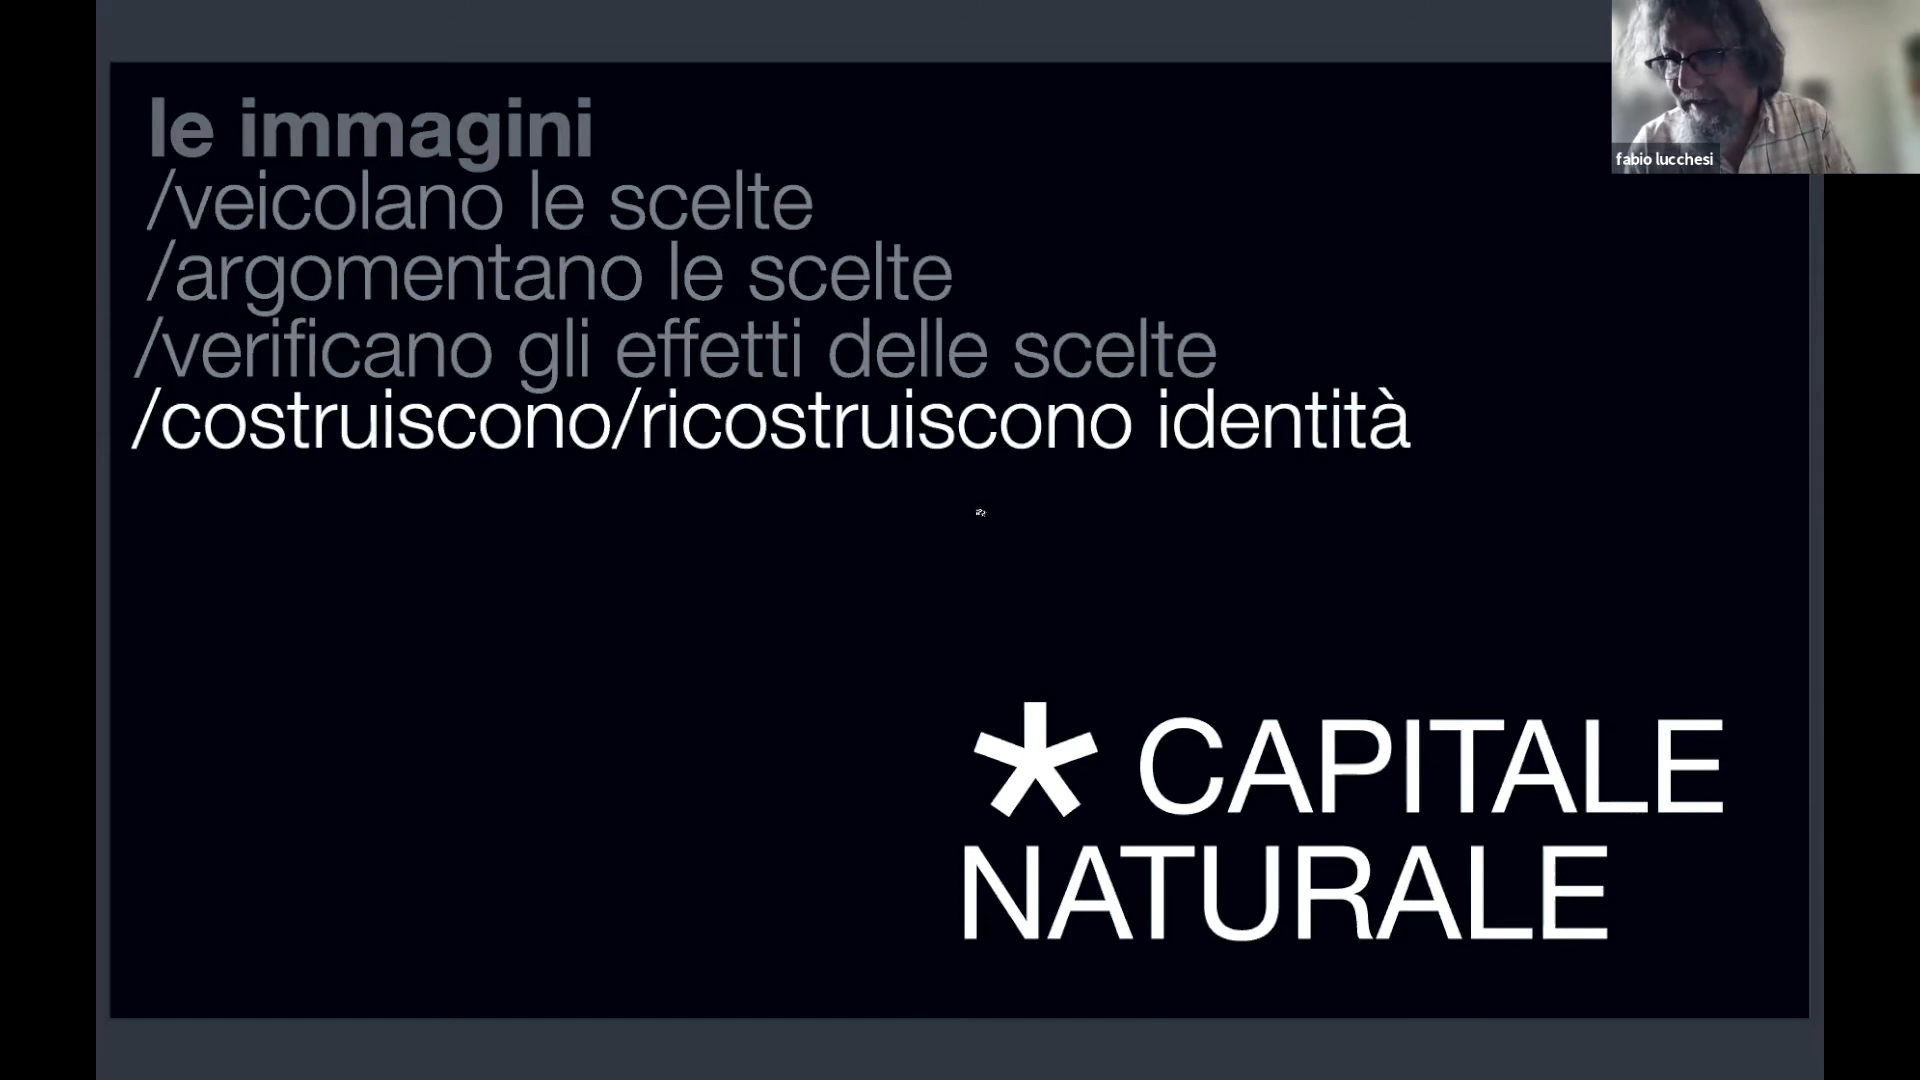 le immagini
/veicolano le scelte
/argomentano le scelte
/verificano gli effetti delle scelte
/costruiscono/ricostruiscono identità
* CAPITALE
NATURALE
fabio lucchesi